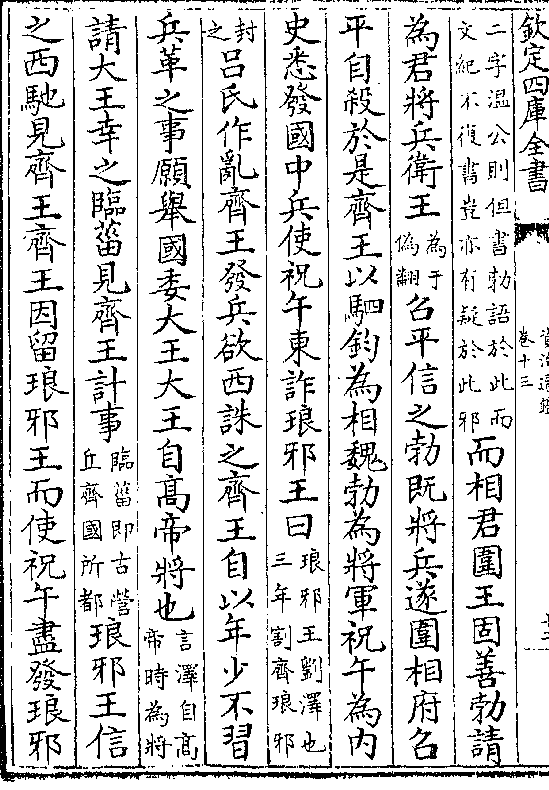 欽定四庫全書
資治通鑑
卷十三
二字溫公則但書勃語於此而
文紀不復書豈亦有疑於此邪
而相君圍王固善勃請
為君將兵衛王
為于
偽翻
召平信之勃既將兵遂圍相府召
平自殺於是齊王以駟鈞為相魏勃為將軍祝午為內
史悉發國中兵使祝午東詐琅邪王曰
琅邪王劉澤也
三年割齊琅邪
封
之
呂氏作亂齊王發兵欲西誅之齊王自以年少不習
兵革之事願舉國委大王大王自髙帝將也
言澤自髙
帝時為將
請大王幸之臨菑見齊王計事
臨菑即古營
丘齊國所都
琅邪王信
之西馳見齊王齊王因留琅邪王而使祝午盡發琅邪